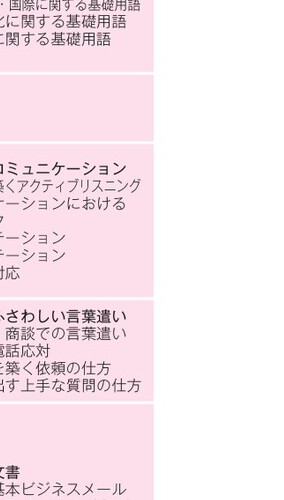 ・国際に関する基礎用語
化に関する基礎用語
に関する基礎用語
コミュニケーション
築くアクティブリスニング
ケーションにおける
ク
テーション
テーション
対応
ふさわしい言葉遣い
、商談での言葉遣い
電話応対
を築く依頼の仕方
出す上手な質問の仕方
文書
基本ビジネスメール